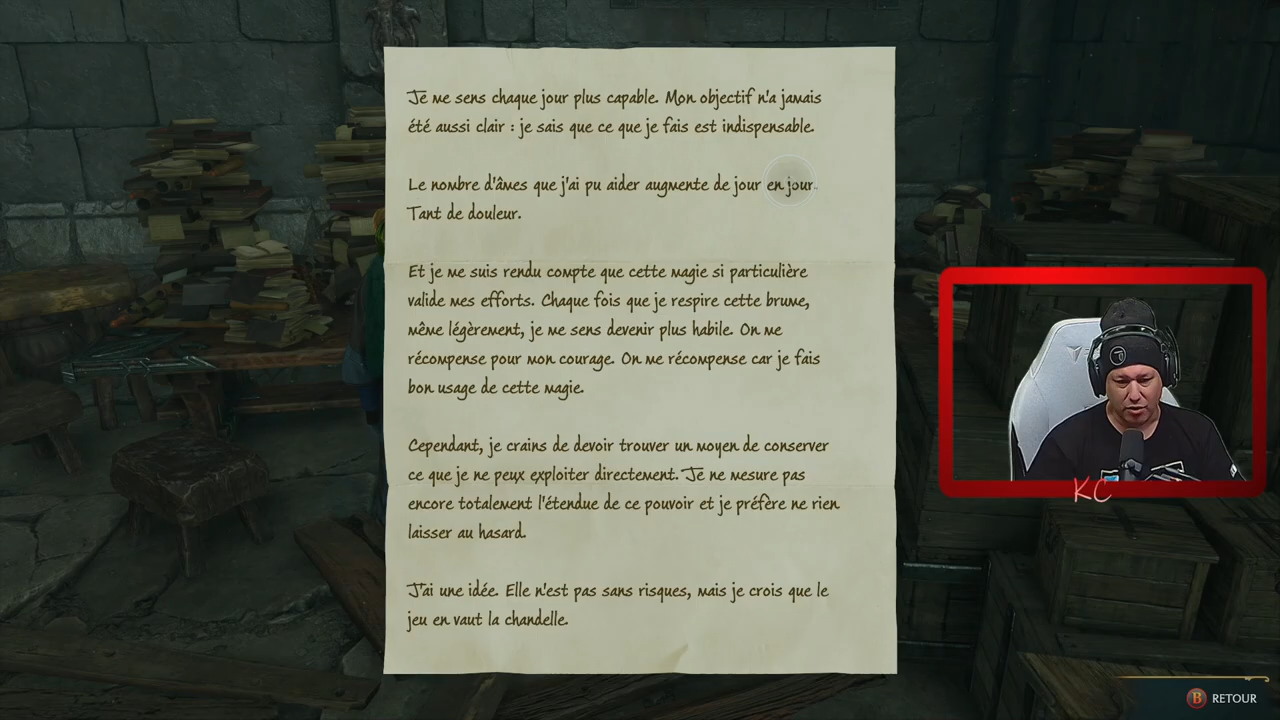 Je me sens chaque jour plus capable. Mon objectif n'a jamais
été aussi clair : je sais que ce que je fais est indispensable.
Le nombre d'âmes que j'ai pu aider augmente de jour en jour.
Tant de douleur.
Et je me suis rendu compte que cette magie si particulière
valide mes efforts. Chaque fois que je respire cette brume,
même légèrement, je me sens devenir plus habile. On me
récompense pour mon courage. On me récompense car je fais
bon usage de cette magie.
Cependant, je crains de devoir trouver un moyen de conserver
ce que je ne peux exploiter directement. Je ne mesure pas
encore totalement l'étendue de ce pouvoir et je préfère ne rien
laisser au hasard.
J'ai une idée. Elle n'est pas sans risques, mais je crois que le
jeu en vaut la chandelle.
KC
B RETOUR